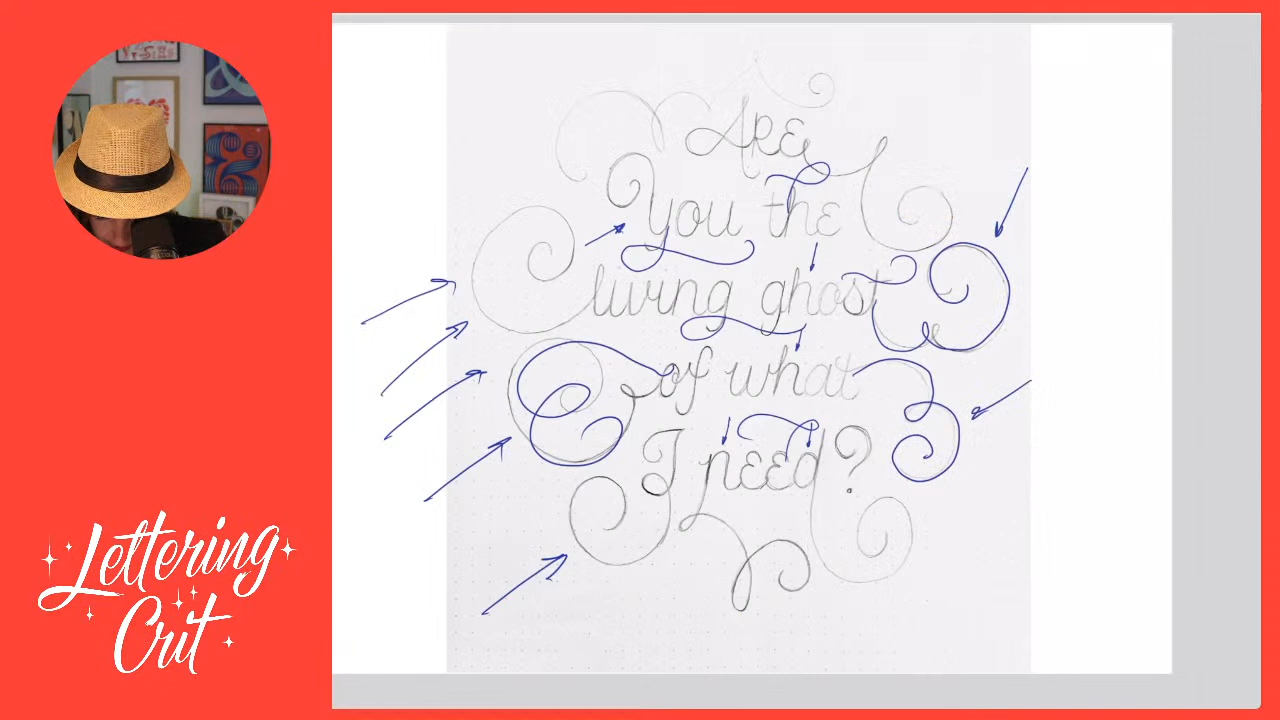 Are
You the
living ghost
of what
I need?
Lettering
Crit